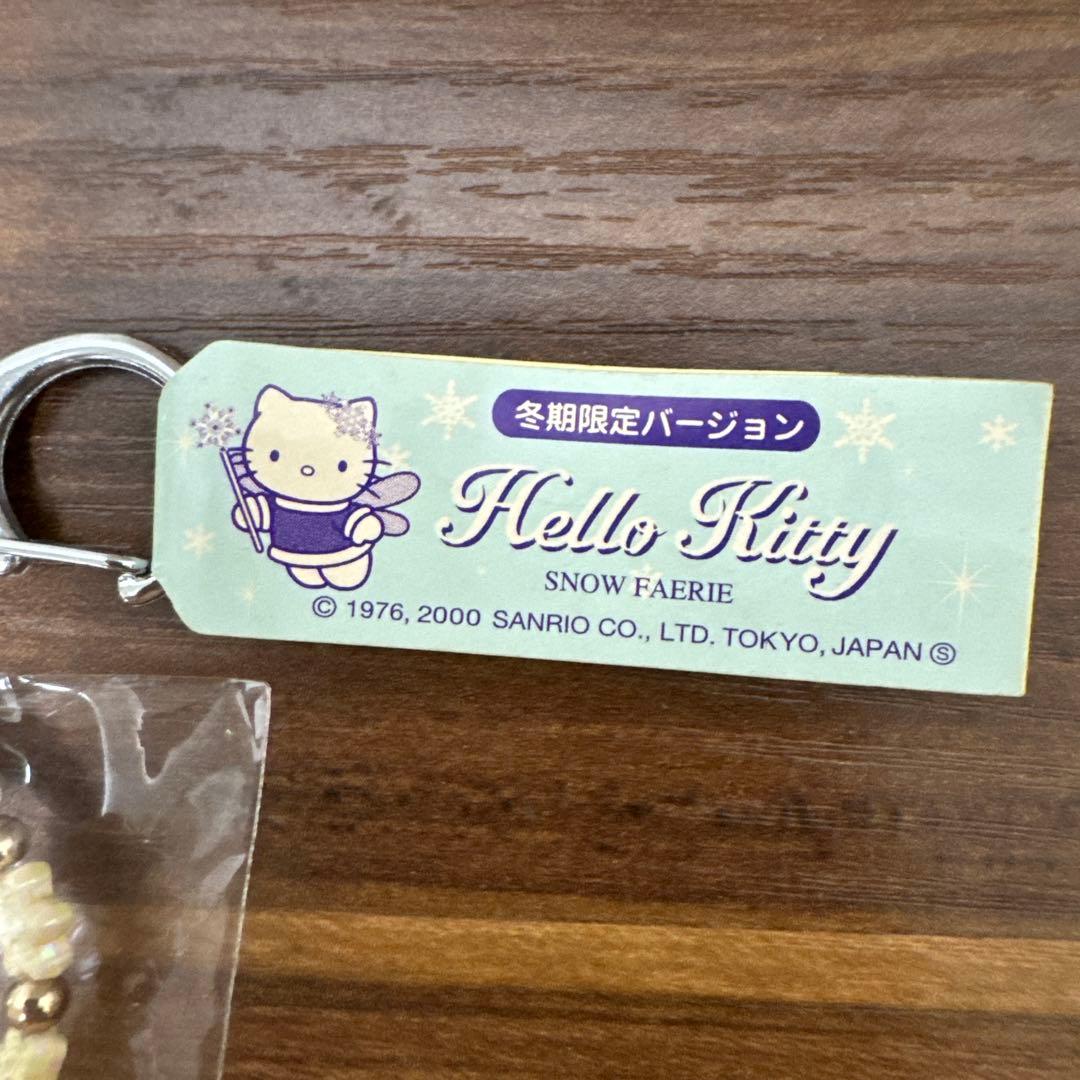 冬期限定バージョン
Hello Kitty
SNOW FAERIE
© 1976, 2000 SANRIO CO., LTD. TOKYO, JAPAN Ⓢ